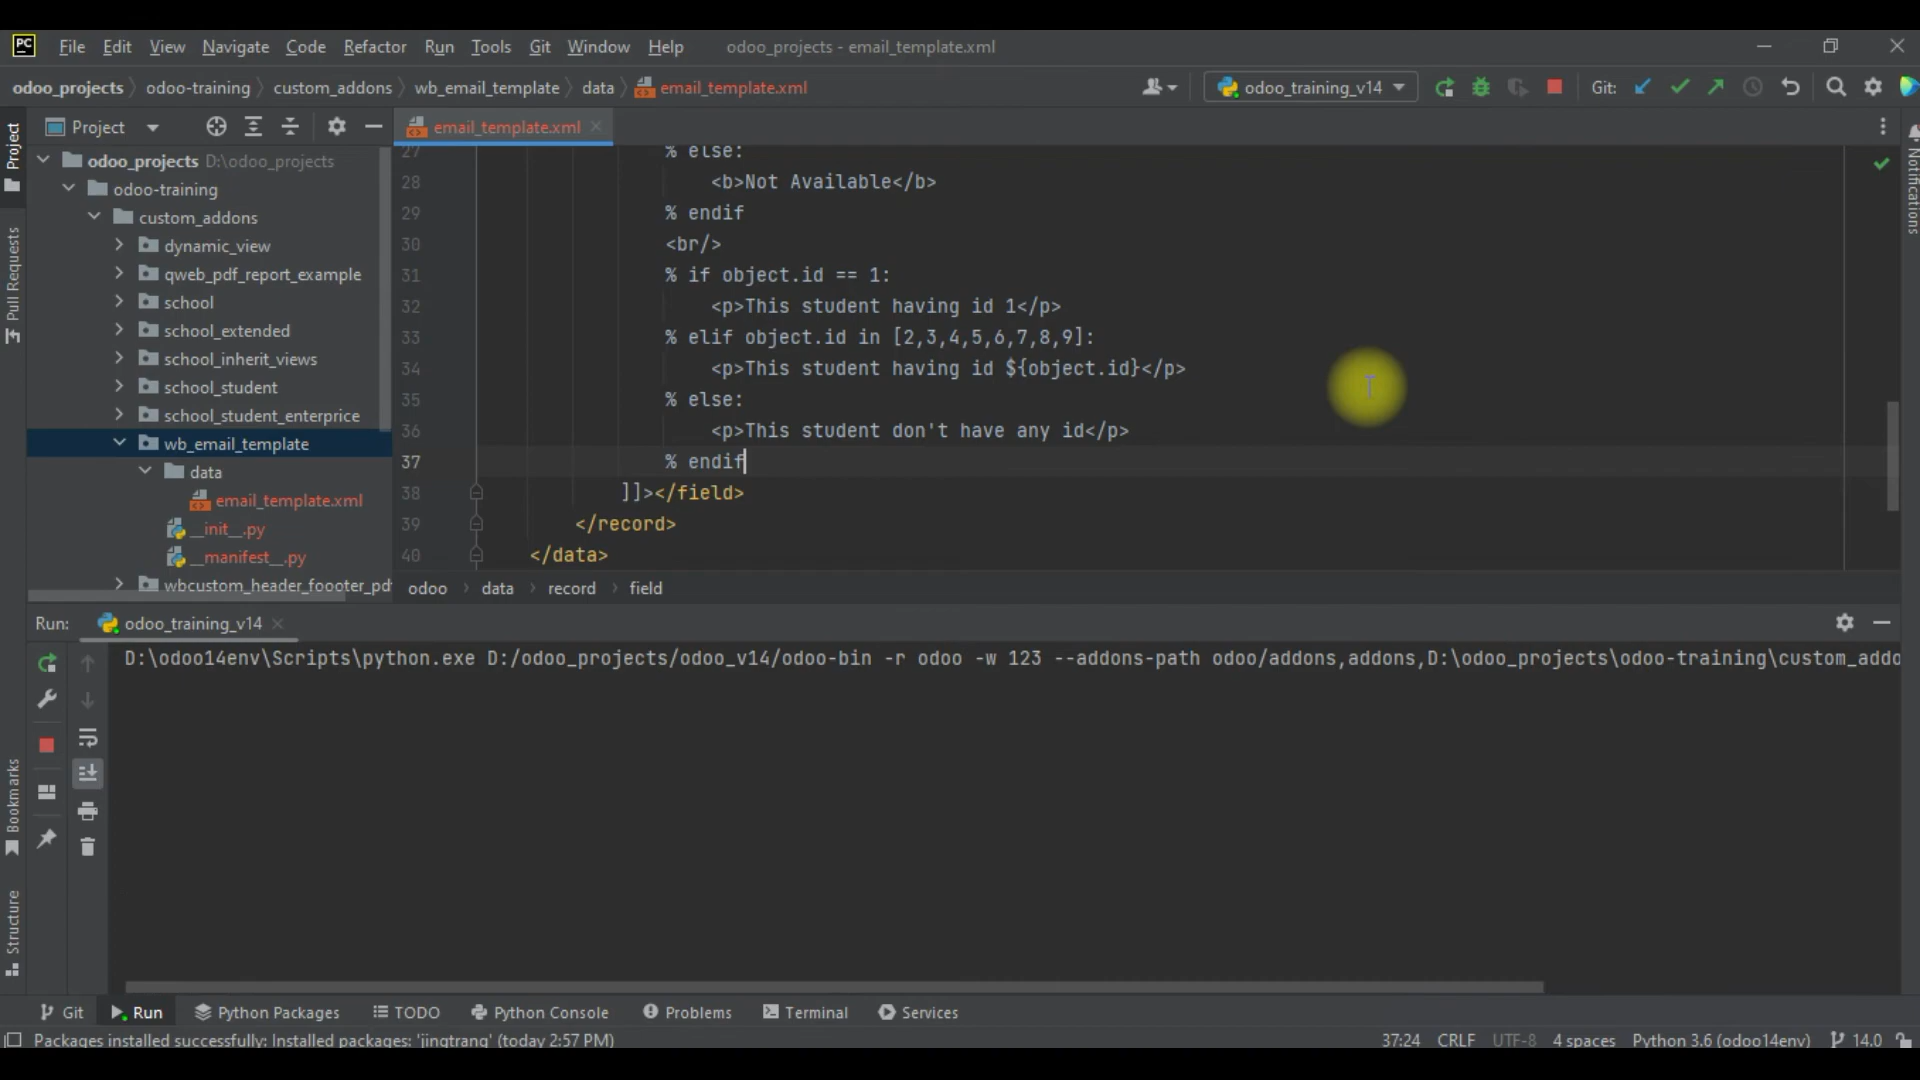 PC File Edit View Navigate Code Refactor Run Tools Git Window Help odoo_projects - email_template.xml
odoo_projects odoo-training custom_addons wb_email_template data email_template.xml odoo_training_v14 Git:
Project
Project
Pull Requests
Bookmarks
Structure
Notifications
odoo_projects D:\odoo_projects
odoo-training
custom_addons
dynamic_view
qweb_pdf_report_example
school
school_extended
school_inherit_views
school_student
school_student_enterprice
wb_email_template
data
email_template.xml
__init__.py
__manifest__.py
wbcustom_header_foooter_pd
email_template.xml
27 % else:
28 <b>Not Available</b>
29 % endif
30 <br/>
31 % if object.id == 1:
32 <p>This student having id 1</p>
33 % elif object.id in [2,3,4,5,6,7,8,9]:
34 <p>This student having id ${object.id}</p>
35 % else:
36 <p>This student don't have any id</p>
37 % endif
38 ]]></field>
39 </record>
40 </data>
odoo data record field
Run: odoo_training_v14
D:\odoo14env\Scripts\python.exe D:/odoo_projects/odoo_v14/odoo-bin -r odoo -w 123 --addons-path odoo/addons,addons,D:\odoo_projects\odoo-training\custom_addo
Git Run Python Packages TODO Python Console Problems Terminal Services
Packages installed successfully: Installed packages: 'jingtrang' (today 2:57 PM) 37:24 CRLF UTF-8 4 spaces Python 3.6 (odoo14env) 14.0